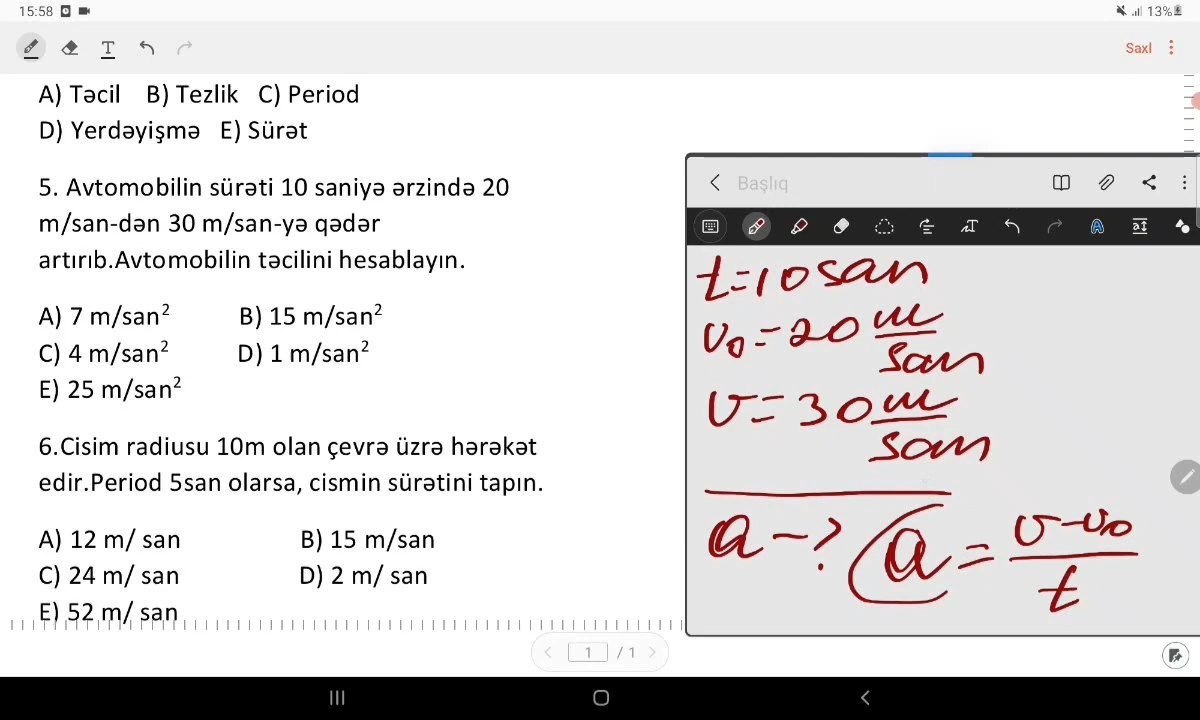 15:58
13%
Saxl
A) Təcil B) Tezlik C) Period
D) Yerdəyişmə E) Sürət
5. Avtomobilin sürəti 10 saniyə ərzində 20
m/san-dən 30 m/san-yə qədər
artırıb.Avtomobilin təcilini hesablayın.
A) 7 m/san² B) 15 m/san²
C) 4 m/san² D) 1 m/san²
E) 25 m/san²
6.Cisim radiusu 10m olan çevrə üzrə hərəkət
edir.Period 5san olarsa, cismin sürətini tapın.
A) 12 m/ san B) 15 m/san
C) 24 m/ san D) 2 m/ san
E) 52 m/ san
1 / 1
Başlıq
t=10san
υ₀=20 m/san
υ=30 m/san
a-? a = υ-υ₀/t